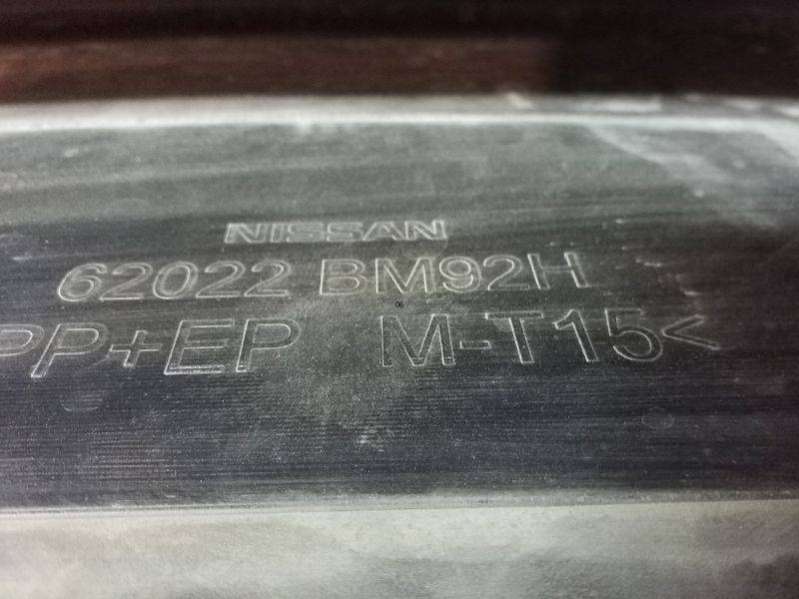 NISSAN
62022 BM92H
PP+EP M-T15<